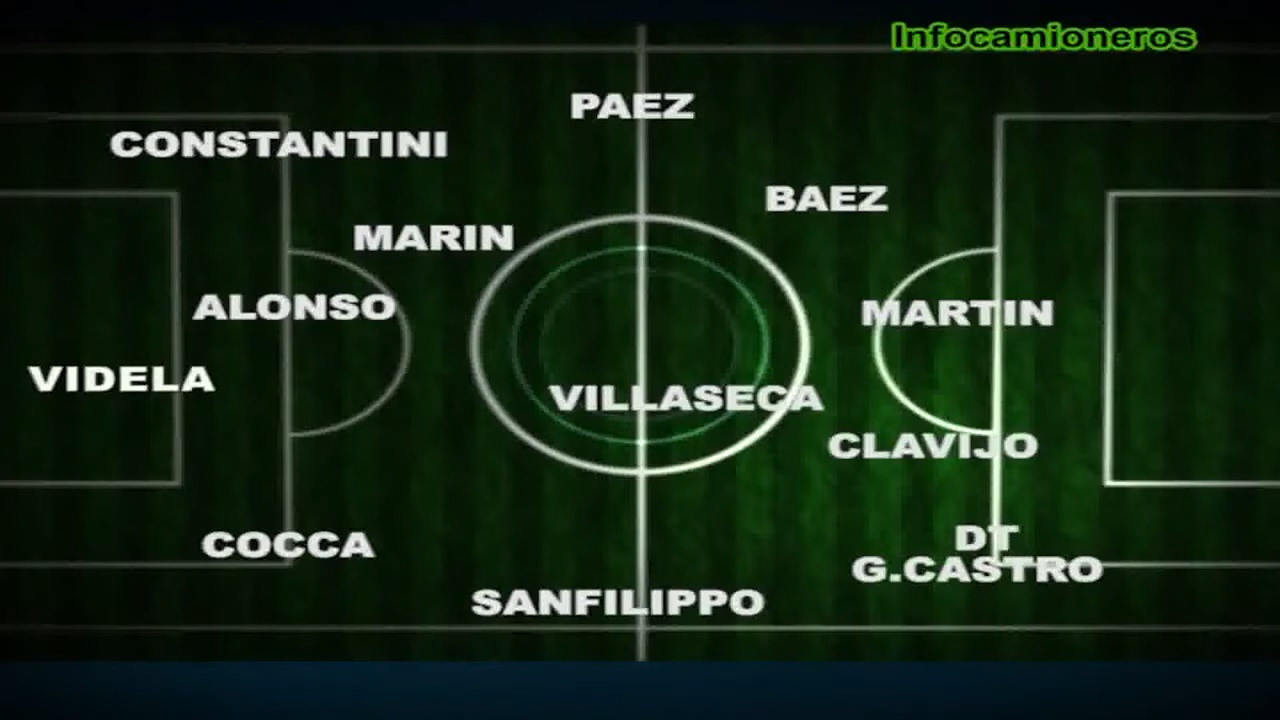 Infocamioneros
PAEZ
CONSTANTINI
BAEZ
MARIN
ALONSO
MARTIN
VIDELA
VILLASECA
CLAVIJO
COCCA
DT
G.CASTRO
SANFILIPPO